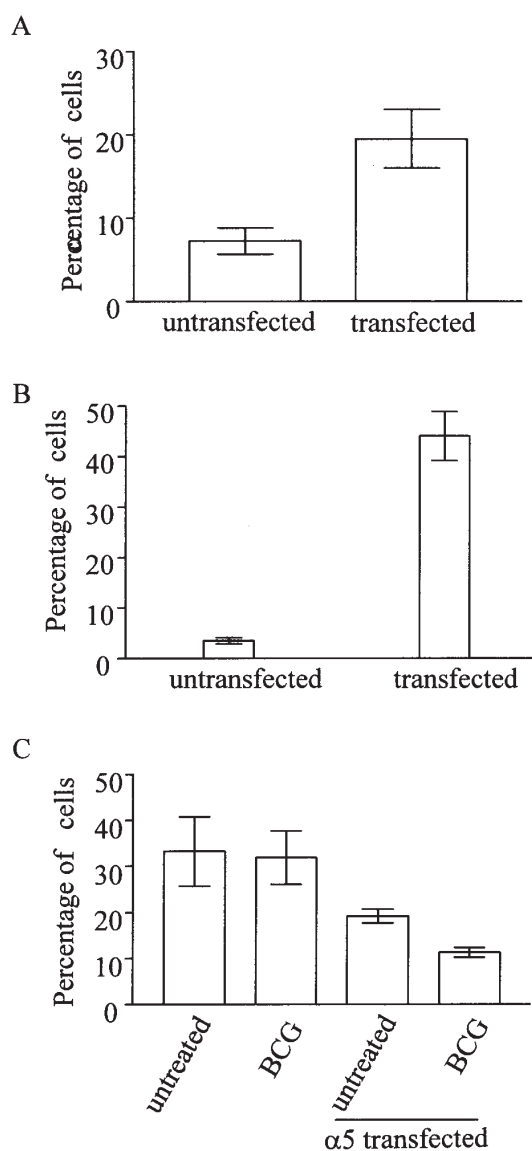 A
Percentage of cells
30
20
10
0
untransfected transfected
B
Percentage of cells
50
40
30
20
10
0
untransfected transfected
C
Percentage of cells
50
40
30
20
10
0
untreated BCG untreated BCG
α5 transfected